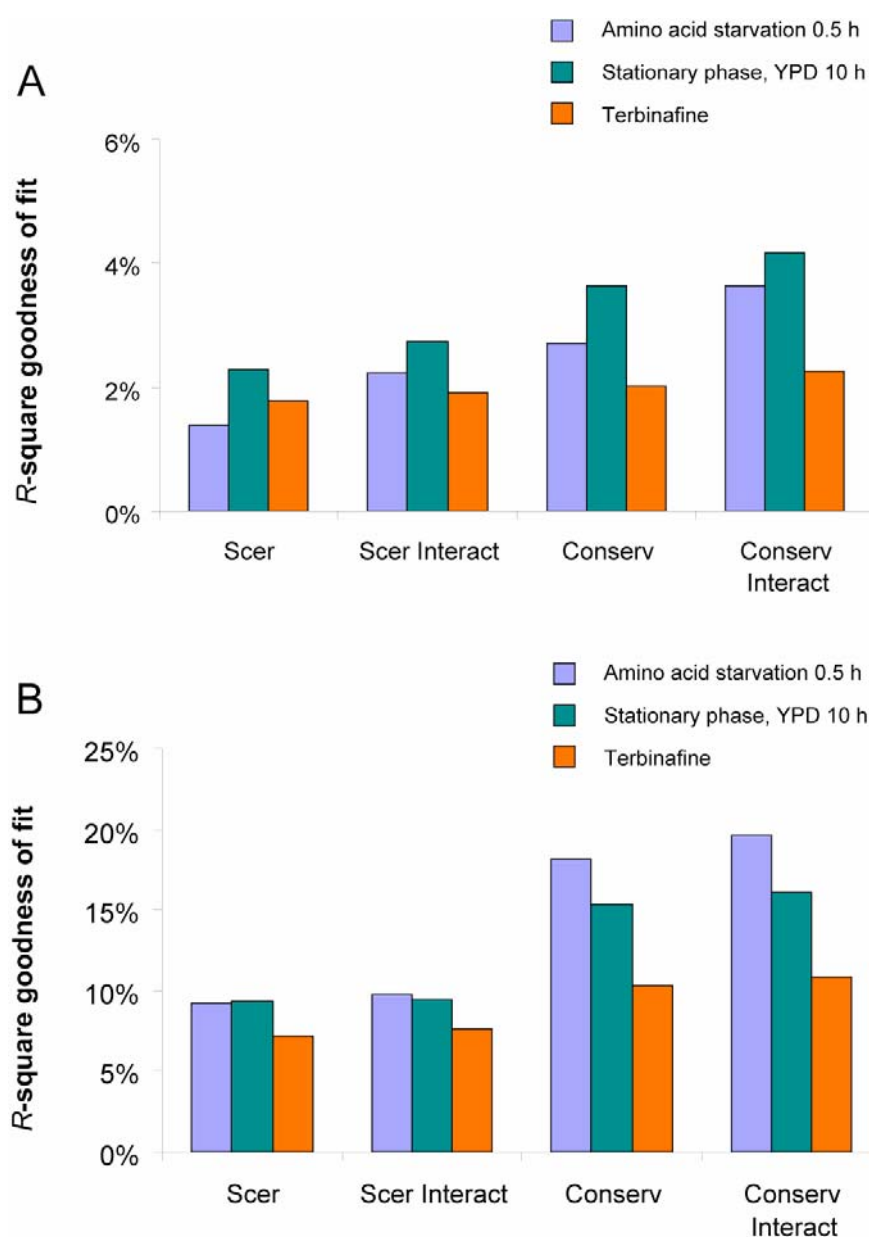 A
Amino acid starvation 0.5 h
Stationary phase, YPD 10 h
Terbinafine
R-square goodness of fit
6%
4%
2%
0%
Scer
Scer Interact
Conserv
Conserv
Interact
B
Amino acid starvation 0.5 h
Stationary phase, YPD 10 h
Terbinafine
R-square goodness of fit
25%
20%
15%
10%
5%
0%
Scer
Scer Interact
Conserv
Conserv
Interact